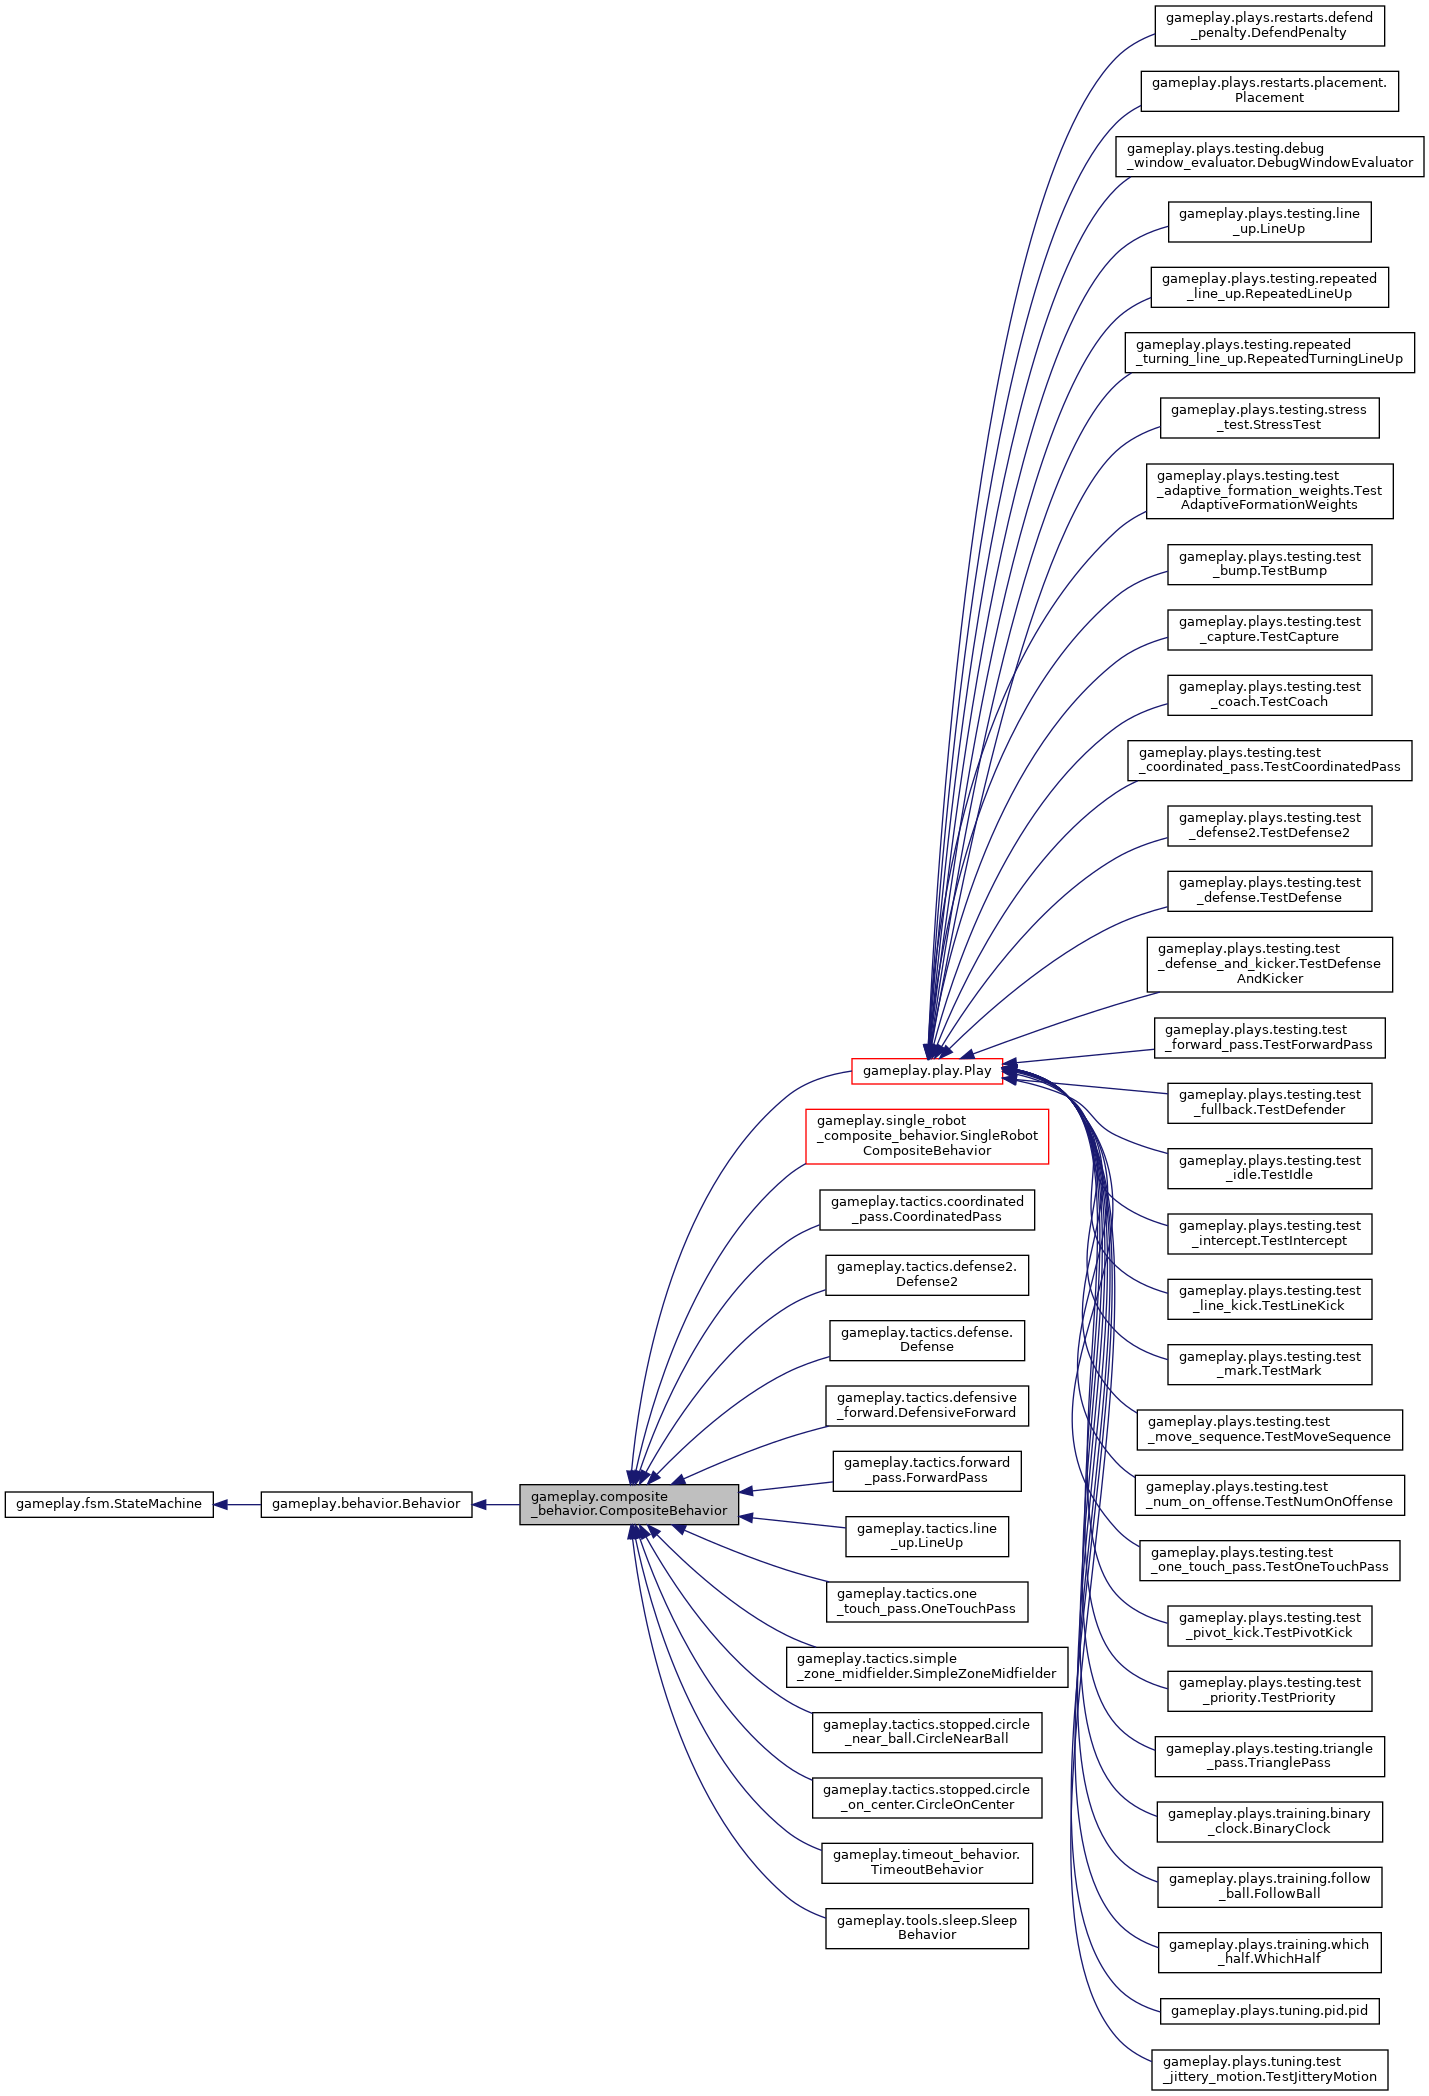 gameplay.fsm.StateMachine
gameplay.behavior.Behavior
gameplay.composite
_behavior.CompositeBehavior
gameplay.play.Play
gameplay.single_robot
_composite_behavior.SingleRobot
CompositeBehavior
gameplay.tactics.coordinated
_pass.CoordinatedPass
gameplay.tactics.defense2.
Defense2
gameplay.tactics.defense.
Defense
gameplay.tactics.defensive
_forward.DefensiveForward
gameplay.tactics.forward
_pass.ForwardPass
gameplay.tactics.line
_up.LineUp
gameplay.tactics.one
_touch_pass.OneTouchPass
gameplay.tactics.simple
_zone_midfielder.SimpleZoneMidfielder
gameplay.tactics.stopped.circle
_near_ball.CircleNearBall
gameplay.tactics.stopped.circle
_on_center.CircleOnCenter
gameplay.timeout_behavior.
TimeoutBehavior
gameplay.tools.sleep.Sleep
Behavior
gameplay.plays.restarts.defend
_penalty.DefendPenalty
gameplay.plays.restarts.placement.
Placement
gameplay.plays.testing.debug
_window_evaluator.DebugWindowEvaluator
gameplay.plays.testing.line
_up.LineUp
gameplay.plays.testing.repeated
_line_up.RepeatedLineUp
gameplay.plays.testing.repeated
_turning_line_up.RepeatedTurningLineUp
gameplay.plays.testing.stress
_test.StressTest
gameplay.plays.testing.test
_adaptive_formation_weights.Test
AdaptiveFormationWeights
gameplay.plays.testing.test
_bump.TestBump
gameplay.plays.testing.test
_capture.TestCapture
gameplay.plays.testing.test
_coach.TestCoach
gameplay.plays.testing.test
_coordinated_pass.TestCoordinatedPass
gameplay.plays.testing.test
_defense2.TestDefense2
gameplay.plays.testing.test
_defense.TestDefense
gameplay.plays.testing.test
_defense_and_kicker.TestDefense
AndKicker
gameplay.plays.testing.test
_forward_pass.TestForwardPass
gameplay.plays.testing.test
_fullback.TestDefender
gameplay.plays.testing.test
_idle.TestIdle
gameplay.plays.testing.test
_intercept.TestIntercept
gameplay.plays.testing.test
_line_kick.TestLineKick
gameplay.plays.testing.test
_mark.TestMark
gameplay.plays.testing.test
_move_sequence.TestMoveSequence
gameplay.plays.testing.test
_num_on_offense.TestNumOnOffense
gameplay.plays.testing.test
_one_touch_pass.TestOneTouchPass
gameplay.plays.testing.test
_pivot_kick.TestPivotKick
gameplay.plays.testing.test
_priority.TestPriority
gameplay.plays.testing.triangle
_pass.TrianglePass
gameplay.plays.training.binary
_clock.BinaryClock
gameplay.plays.training.follow
_ball.FollowBall
gameplay.plays.training.which
_half.WhichHalf
gameplay.plays.tuning.pid.pid
gameplay.plays.tuning.test
_jittery_motion.TestJitteryMotion